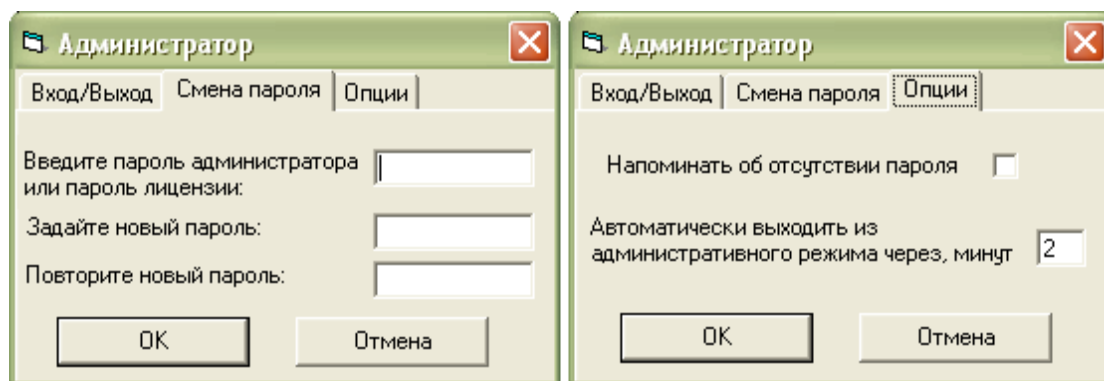 Администратор
Вход/Выход Смена пароля Опции
Введите пароль администратора
или пароль лицензии:
Задайте новый пароль:
Повторите новый пароль:
OK Отмена
Администратор
Вход/Выход Смена пароля Опции
Напоминать об отсутствии пароля
Автоматически выходить из
административного режима через, минут 2
OK Отмена